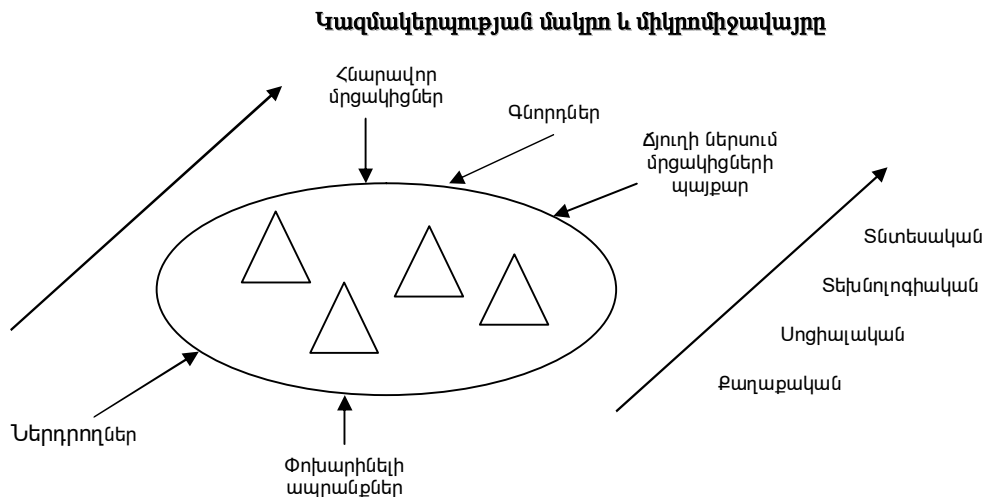 Կազմակերպության մակրո և միկրոմիջավայրը
Հնարավոր
մրցակիցներ
Գնորդներ
Ճյուղի ներսում
մրցակիցների
պայքար
Տնտեսական
Տեխնոլոգիական
Սոցիալական
Քաղաքական
Ներդրողներ
Փոխարինելի
ապրանքներ